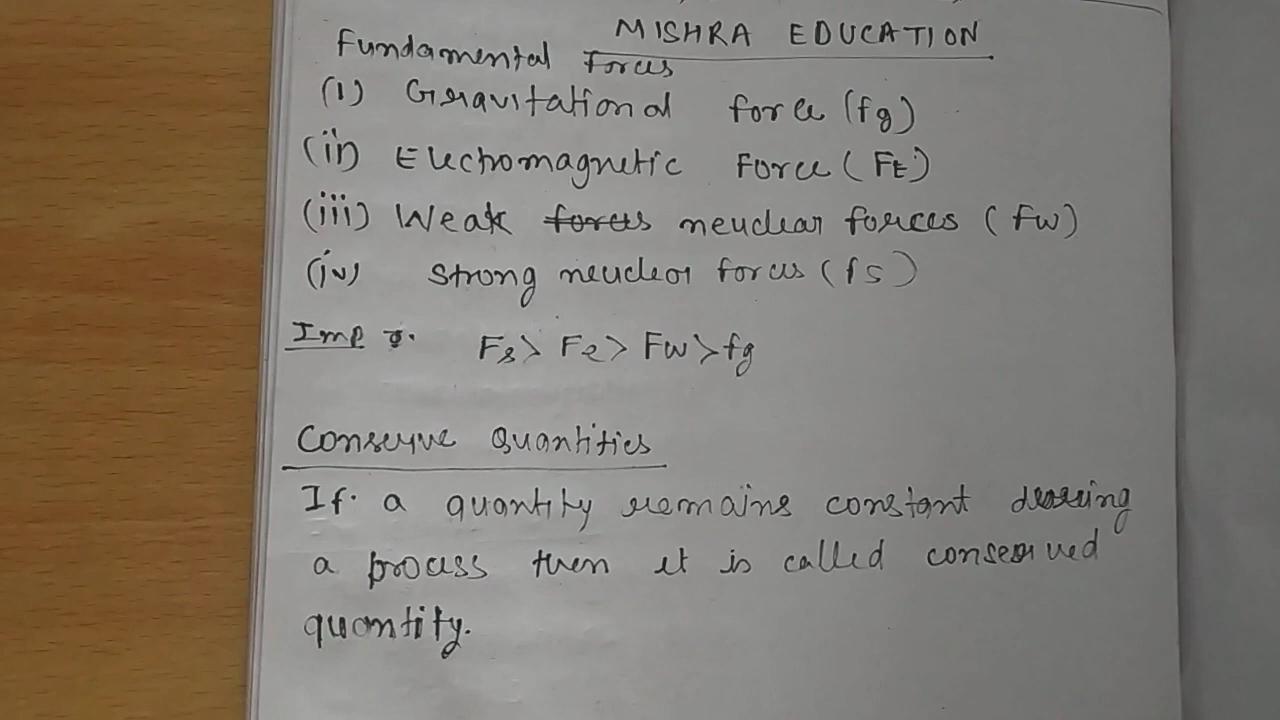 MISHRA EDUCATION
Fundamental Forces
(i) Gravitational force (fg)
(ii) Electromagnetic Force (FE)
(iii) Weak forces neuclear forces (Fw)
(iv) Strong neuclear forces (fs)
Imp :. Fs> Fe> Fw>fg
Conserve Quantities
If a quantity remains constant during
a process then it is called conserved
quantity.